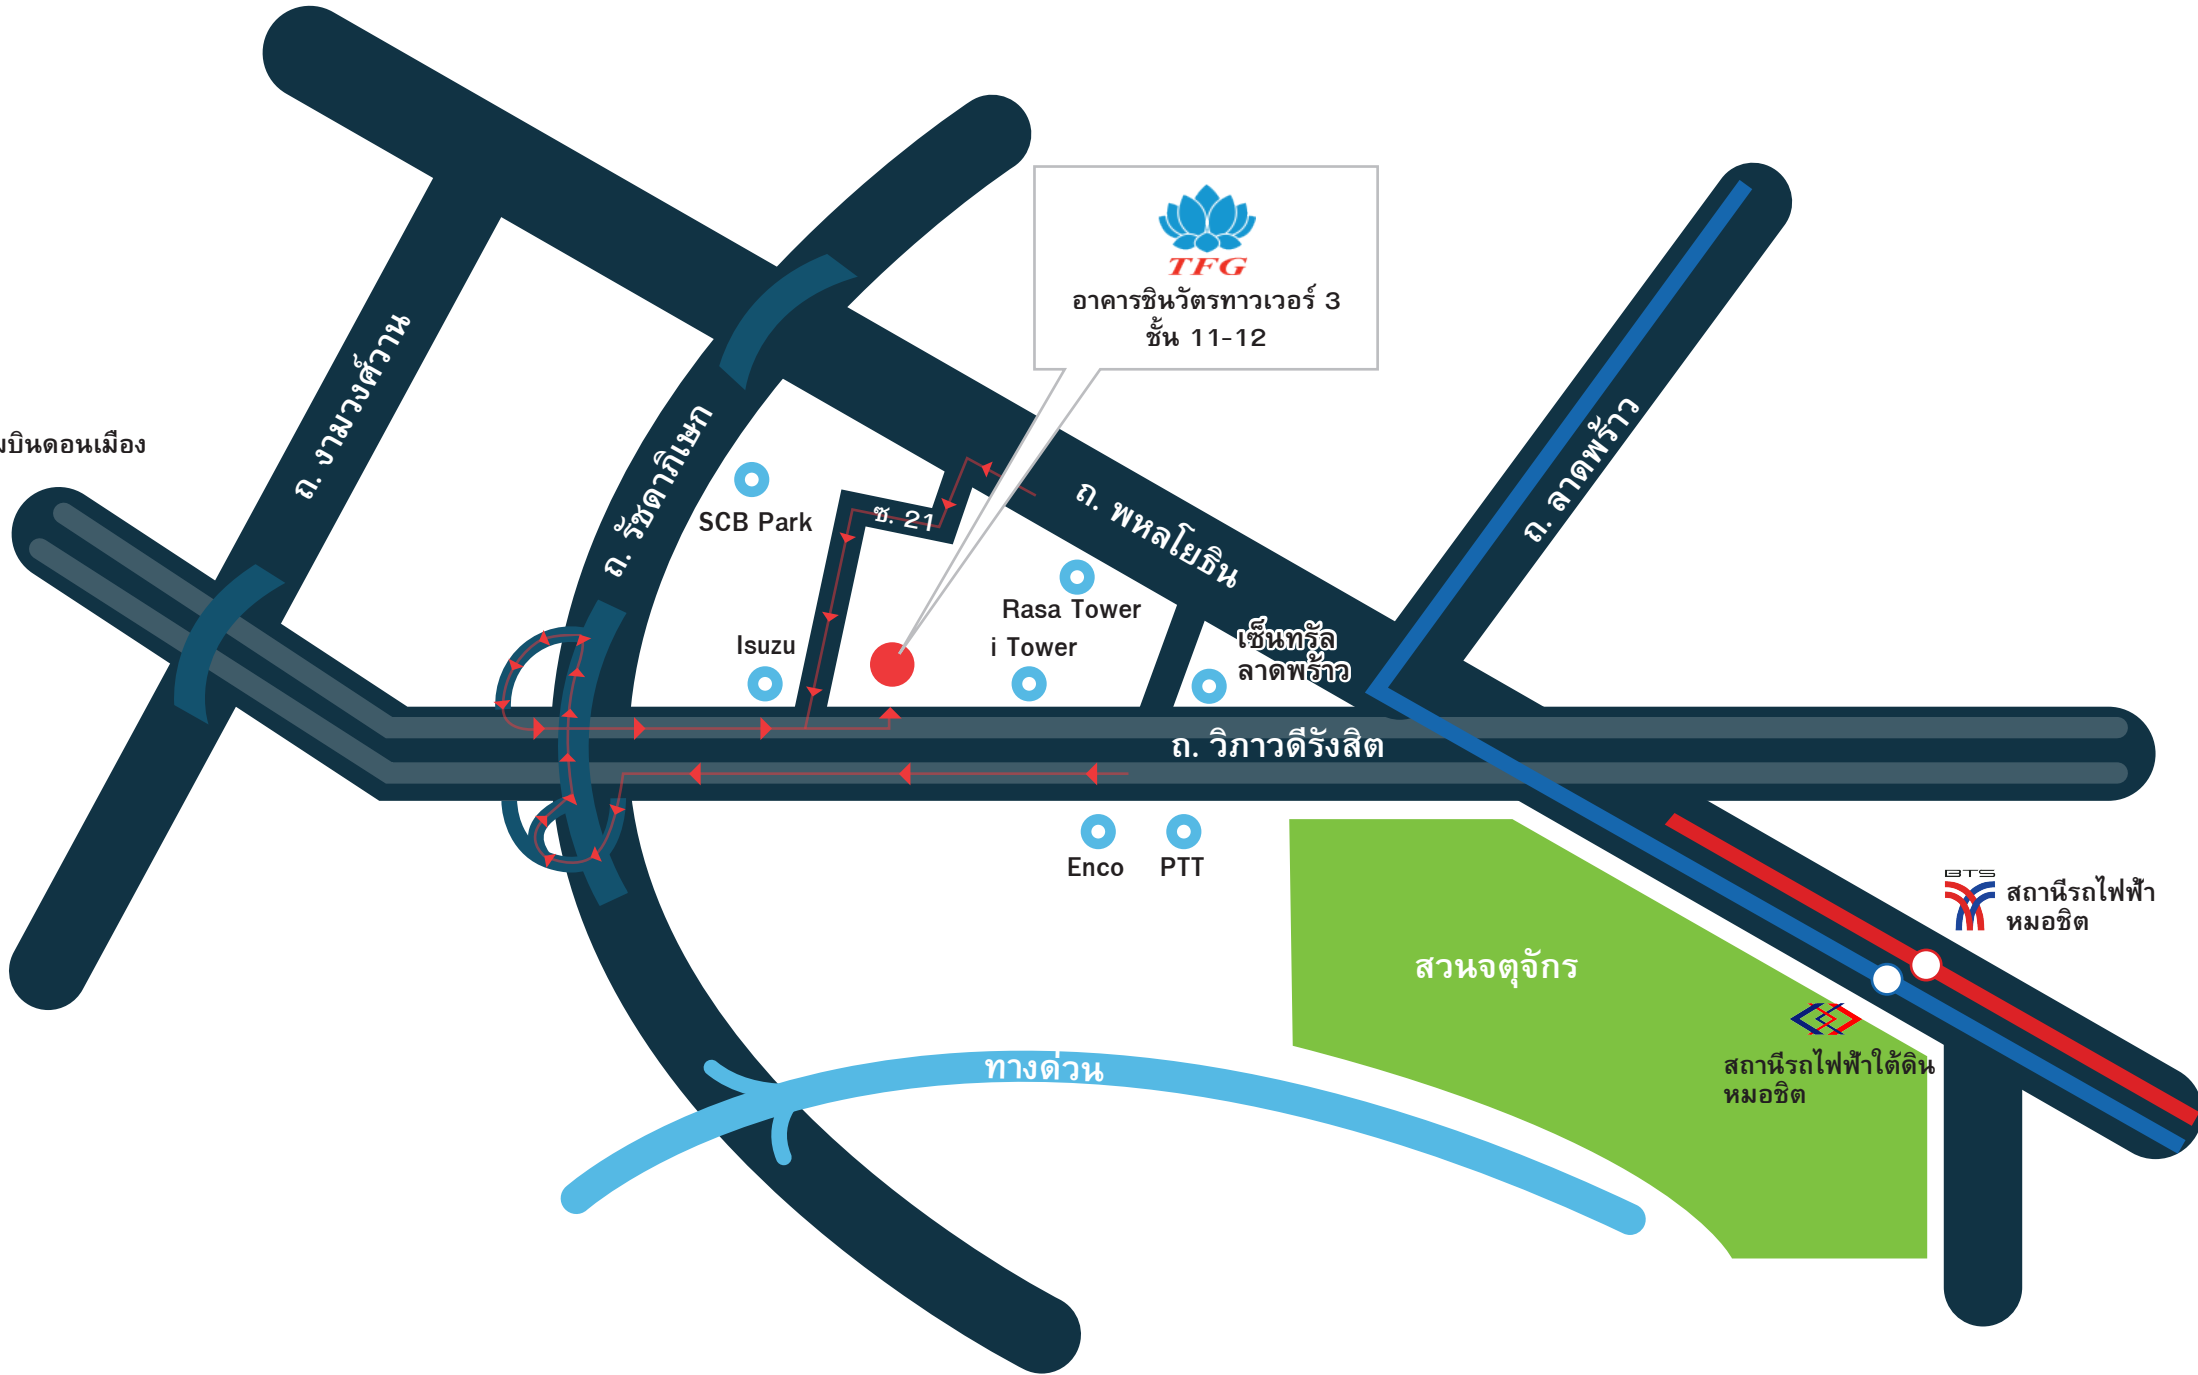 TFG
อาคารชินวัตรทาวเวอร์ 3
ชั้น 11-12
ถ. งามวงศ์วาน
ถ. รัชดาภิเษก
ถ. ลาดพร้าว
บินดอนเมือง
SCB Park
ซ. 21
ถ. พหลโยธิน
Rasa Tower
i Tower
Isuzu
เซ็นทรัล
ลาดพร้าว
ถ. วิภาวดีรังสิต
Enco
PTT
BTS
สถานีรถไฟฟ้า
หมอชิต
สวนจตุจักร
สถานีรถไฟฟ้าใต้ดิน
หมอชิต
ทางด่วน